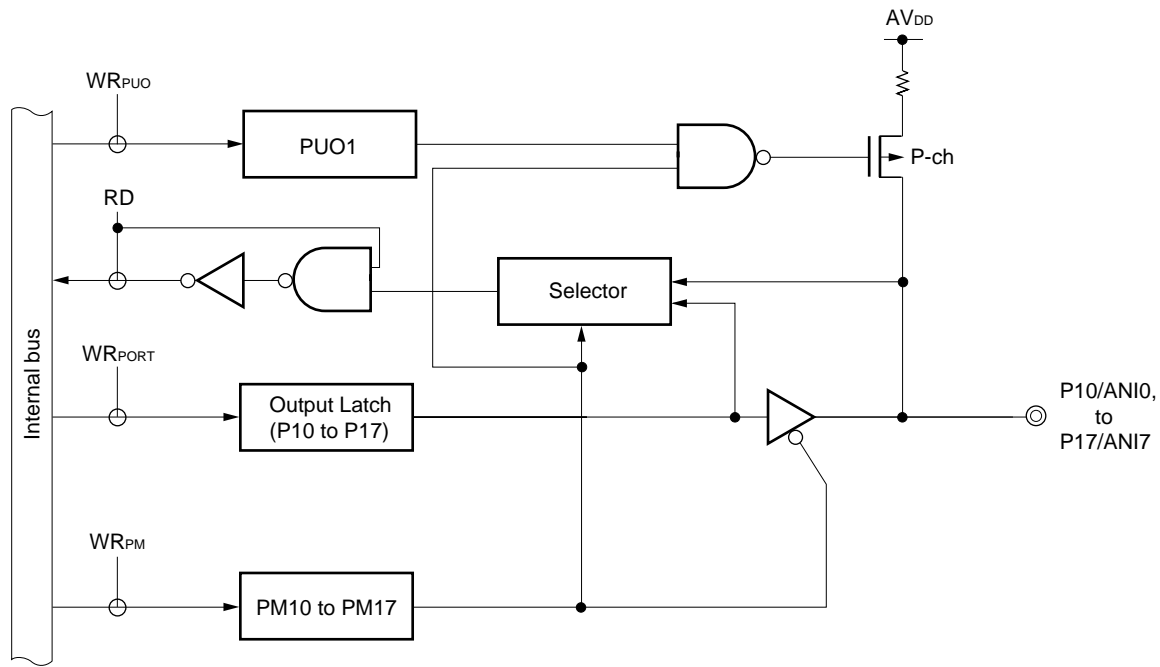 AVDD
WRPUO
PUO1
P-ch
RD
Selector
Internal bus
WRPORT
Output Latch
(P10 to P17)
P10/ANI0,
to
P17/ANI7
WRPM
PM10 to PM17